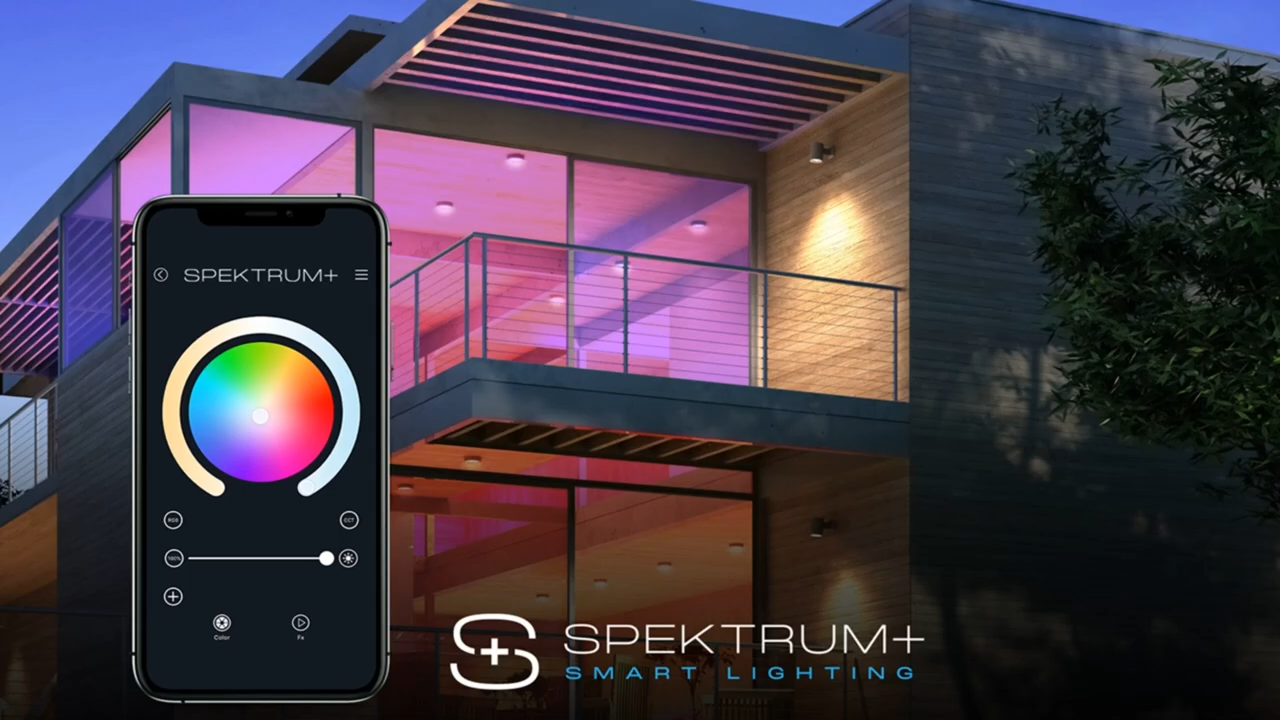 SPEKTRUM+
RGB
CCT
100%
Color
Fx
SPEKTRUM+
SMART LIGHTING